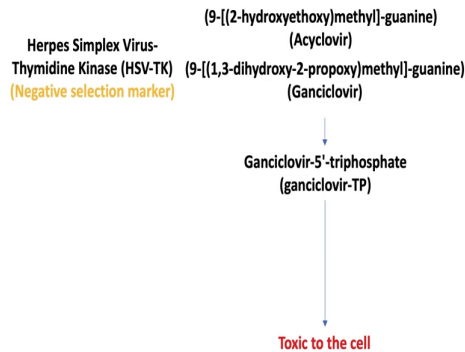 (9-[(2-hydroxyethoxy)methyl]-guanine)
(Acyclovir)
Herpes Simplex Virus-
Thymidine Kinase (HSV-TK)
(Negative selection marker)
(9-[(1,3-dihydroxy-2-propoxy)methyl]-guanine)
(Ganciclovir)
Ganciclovir-5'-triphosphate
(ganciclovir-TP)
Toxic to the cell